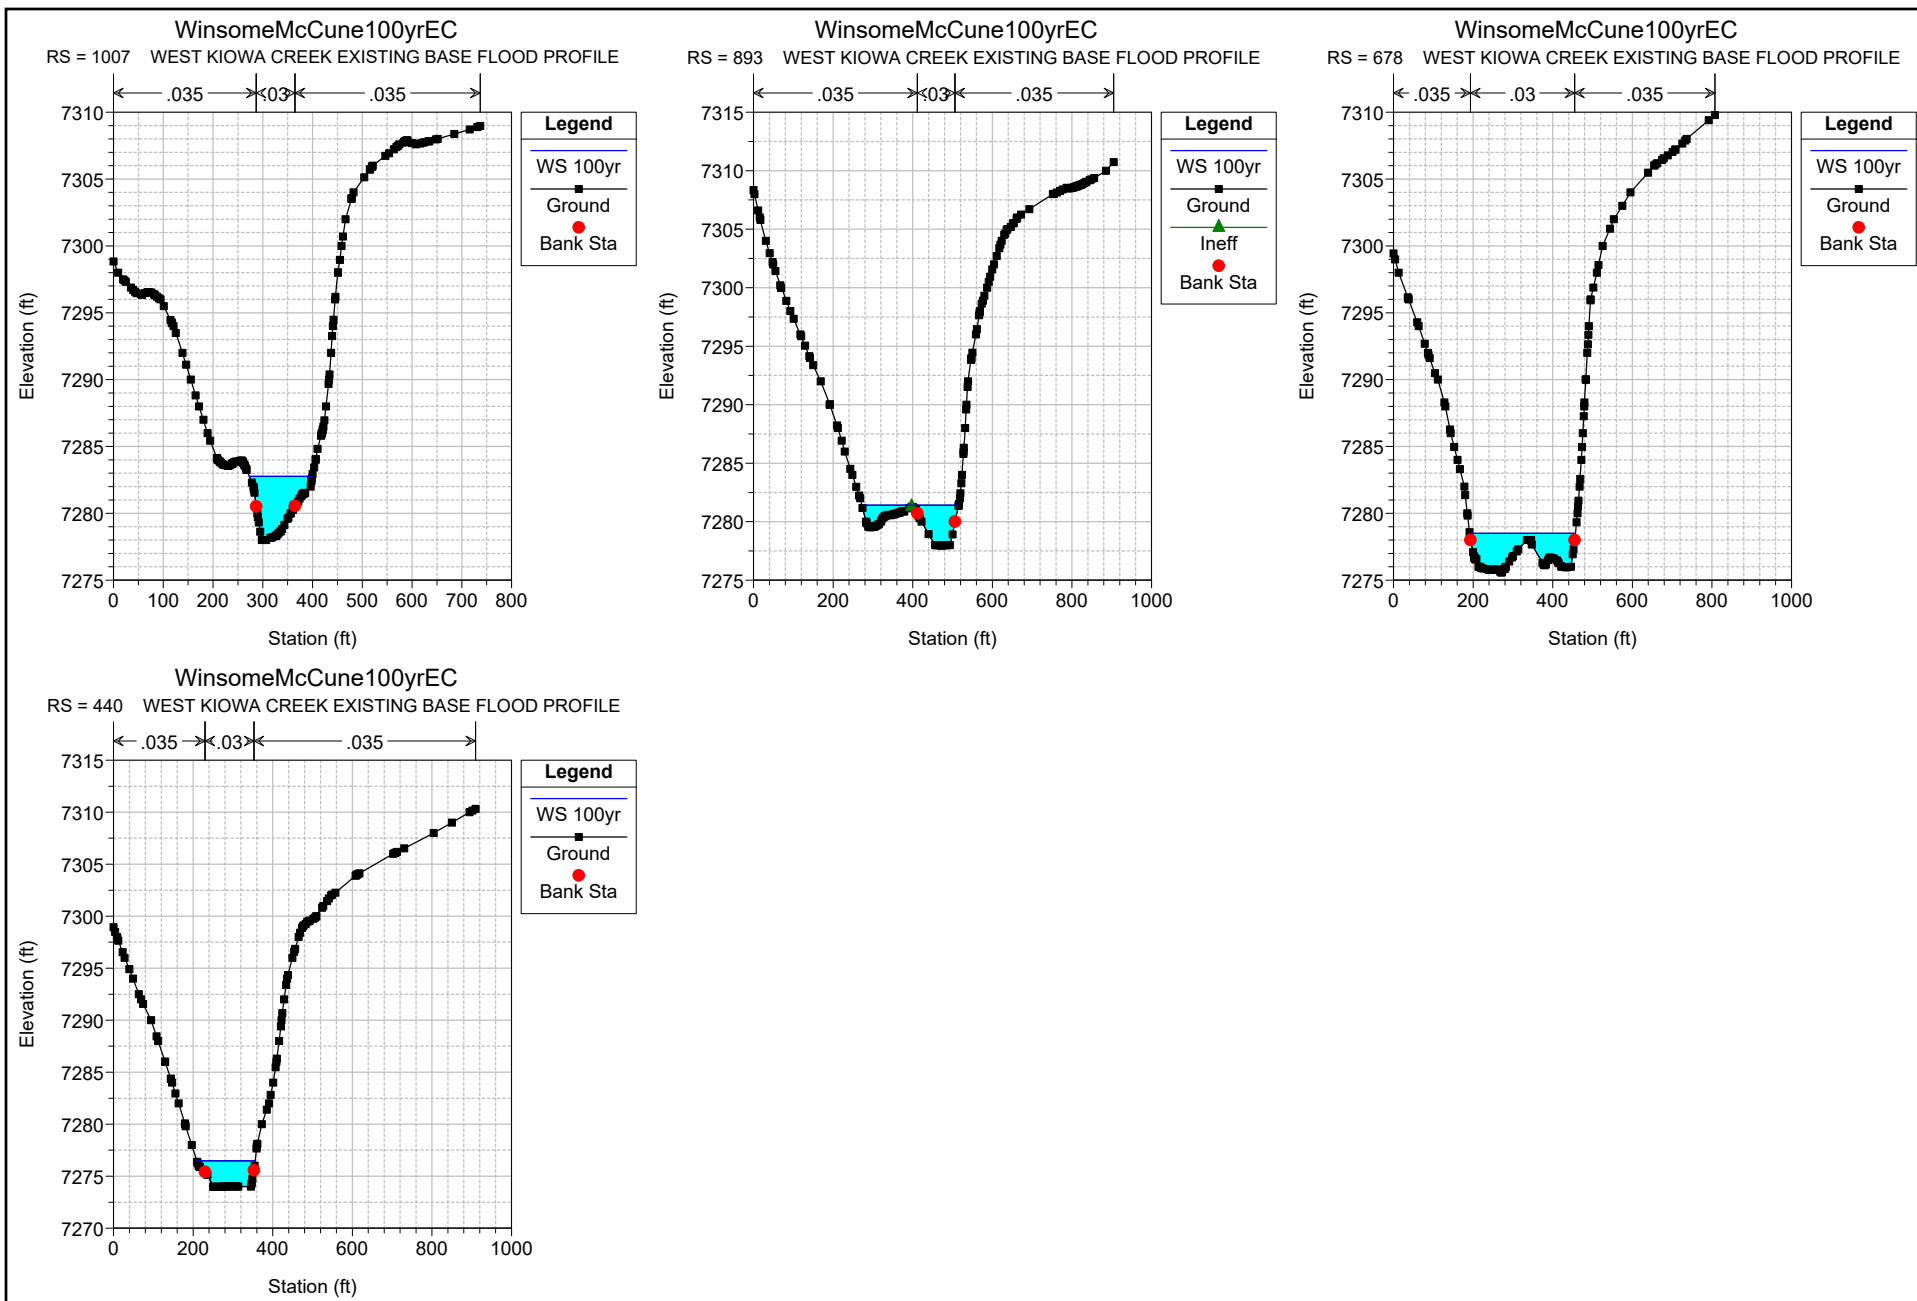 WinsomeMcCune100yrEC
RS = 1007 WEST KIOWA CREEK EXISTING BASE FLOOD PROFILE
.035 .03 .035
7310
7305
7300
7295
7290
7285
7280
7275
Elevation (ft)
0 100 200 300 400 500 600 700 800
Station (ft)
Legend
WS 100yr
Ground
Bank Sta
WinsomeMcCune100yrEC
RS = 893 WEST KIOWA CREEK EXISTING BASE FLOOD PROFILE
.035 .03 .035
7315
7310
7305
7300
7295
7290
7285
7280
7275
Elevation (ft)
0 200 400 600 800 1000
Station (ft)
Legend
WS 100yr
Ground
Ineff
Bank Sta
WinsomeMcCune100yrEC
RS = 678 WEST KIOWA CREEK EXISTING BASE FLOOD PROFILE
.035 .03 .035
7310
7305
7300
7295
7290
7285
7280
7275
Elevation (ft)
0 200 400 600 800 1000
Station (ft)
Legend
WS 100yr
Ground
Bank Sta
WinsomeMcCune100yrEC
RS = 440 WEST KIOWA CREEK EXISTING BASE FLOOD PROFILE
.035 .03 .035
7315
7310
7305
7300
7295
7290
7285
7280
7275
7270
Elevation (ft)
0 200 400 600 800 1000
Station (ft)
Legend
WS 100yr
Ground
Bank Sta